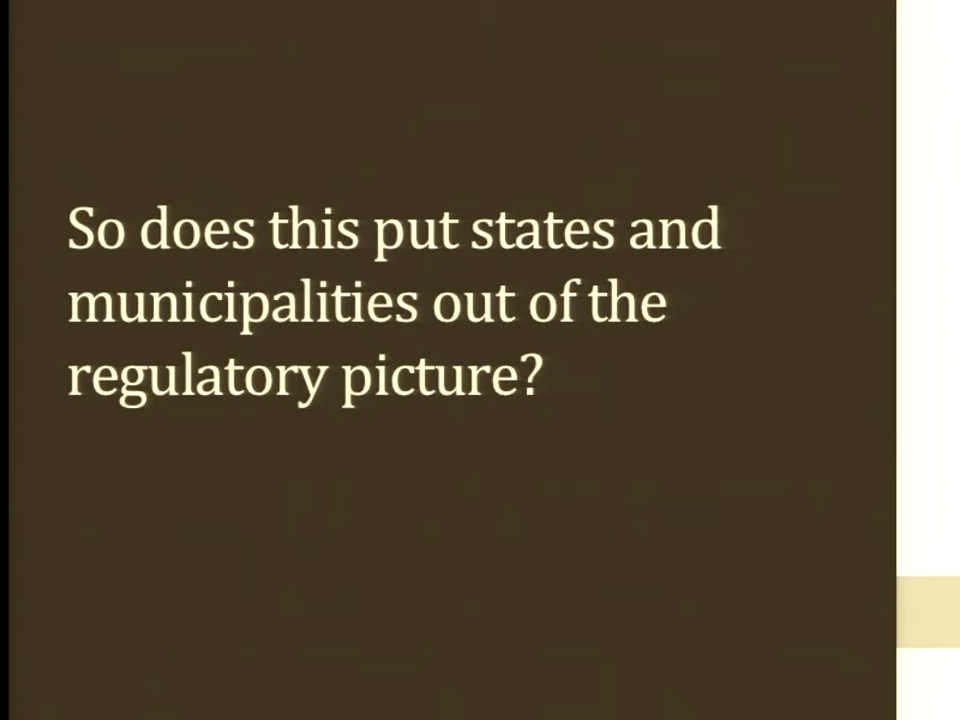 So does this put states and
municipalities out of the
regulatory picture?